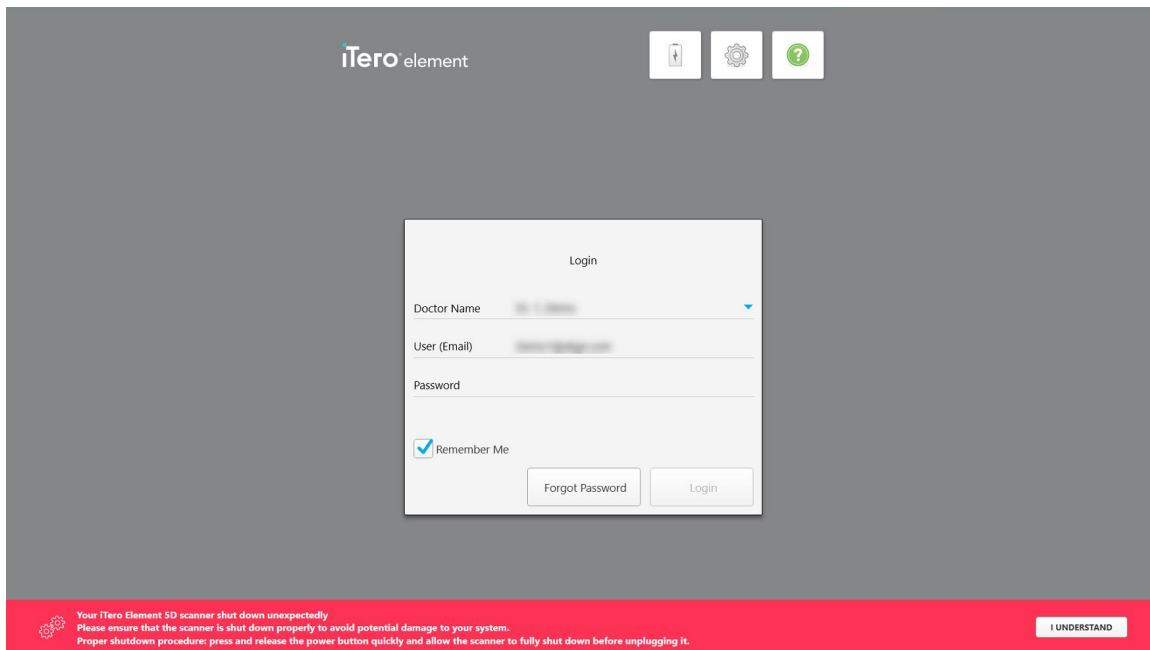 iTero element
?
Login
Doctor Name
User (Email)
Password
Remember Me
Forgot Password Login
Your iTero Element 5D scanner shut down unexpectedly
Please ensure that the scanner is shut down properly to avoid potential damage to your system.
Proper shutdown procedure: press and release the power button quickly and allow the scanner to fully shut down before unplugging it.
I UNDERSTAND